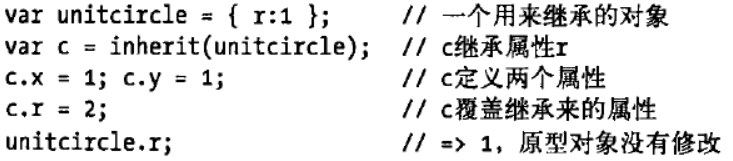 var unitcircle = { r:1 };       // 一个用来继承的对象
var c = inherit(unitcircle);    // c继承属性r
c.x = 1; c.y = 1;               // c定义两个属性
c.r = 2;                        // c覆盖继承来的属性
unitcircle.r;                   // => 1，原型对象没有修改